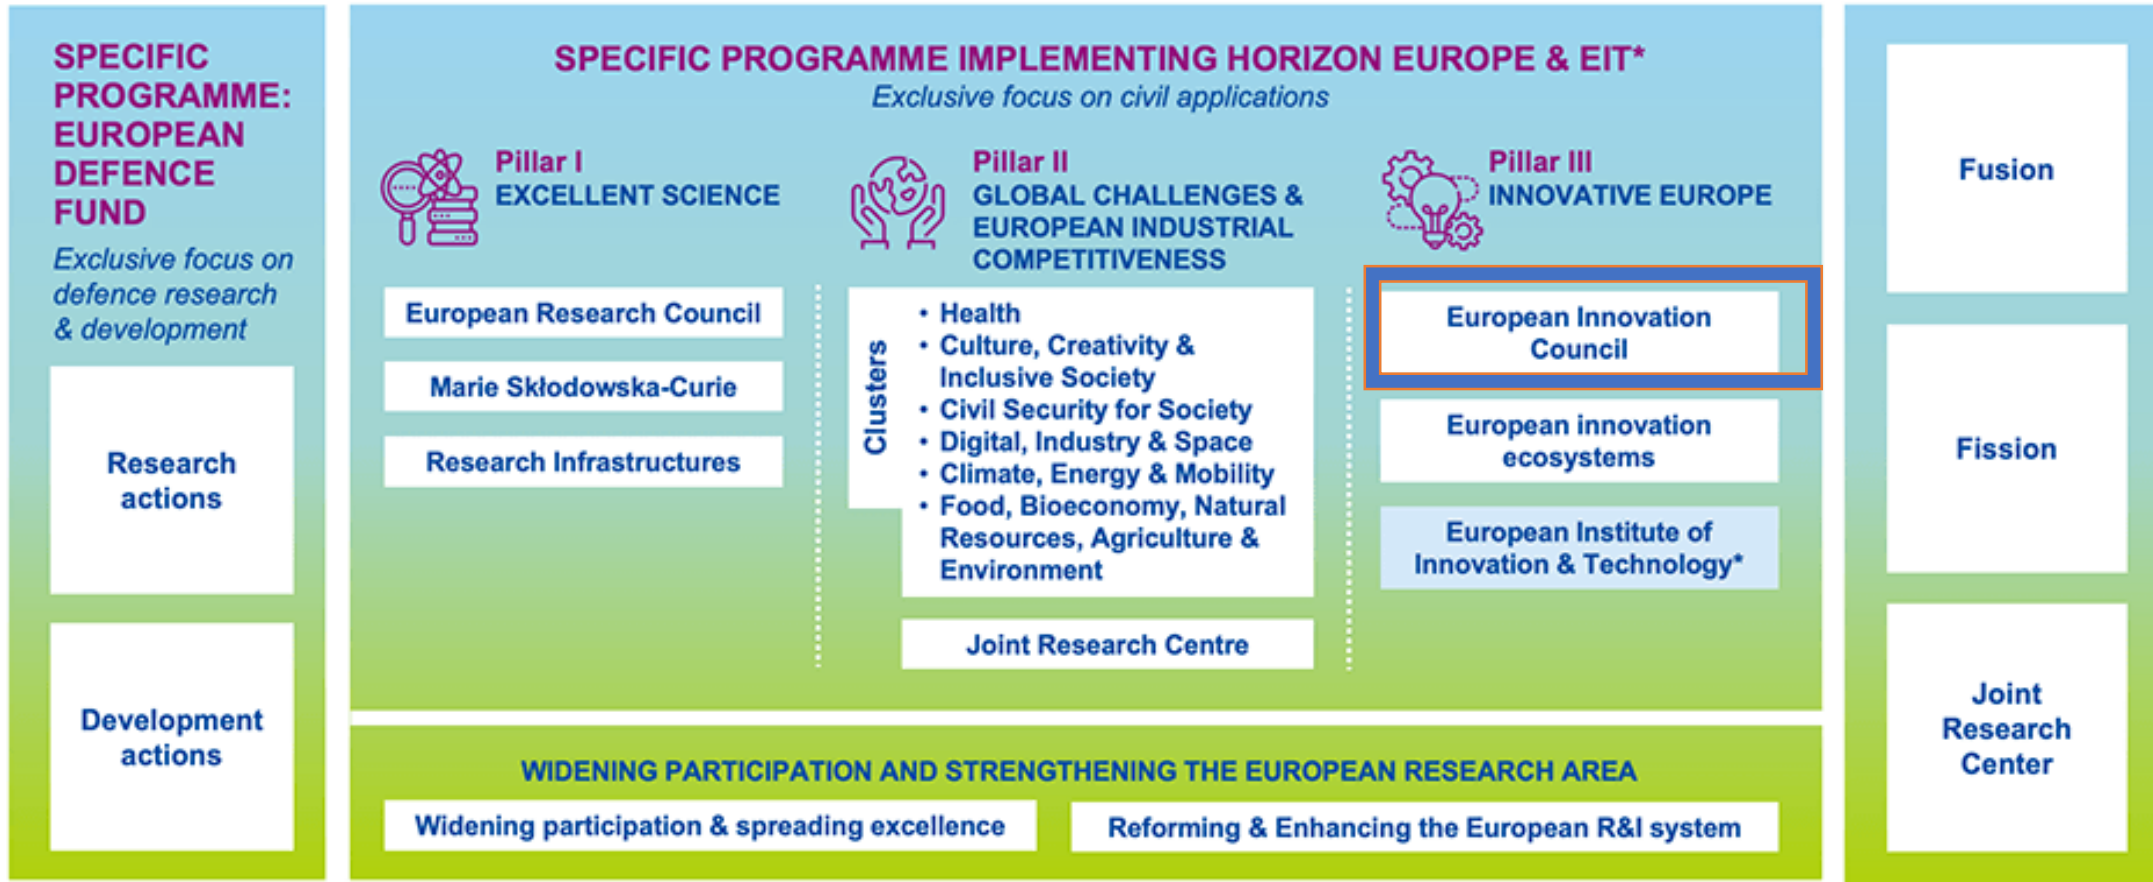 SPECIFIC
PROGRAMME:
EUROPEAN
DEFENCE
FUND
Exclusive focus on
defence research
& development
Research
actions
Development
actions
SPECIFIC PROGRAMME IMPLEMENTING HORIZON EUROPE & EIT*
Exclusive focus on civil applications
Pillar I
EXCELLENT SCIENCE
European Research Council
Marie Skłodowska-Curie
Research Infrastructures
Pillar II
GLOBAL CHALLENGES &
EUROPEAN INDUSTRIAL
COMPETITIVENESS
Clusters
• Health
• Culture, Creativity &
Inclusive Society
• Civil Security for Society
• Digital, Industry & Space
• Climate, Energy & Mobility
• Food, Bioeconomy, Natural
Resources, Agriculture &
Environment
Joint Research Centre
Pillar III
INNOVATIVE EUROPE
European Innovation
Council
European innovation
ecosystems
European Institute of
Innovation & Technology*
WIDENING PARTICIPATION AND STRENGTHENING THE EUROPEAN RESEARCH AREA
Widening participation & spreading excellence
Reforming & Enhancing the European R&I system
Fusion
Fission
Joint
Research
Center